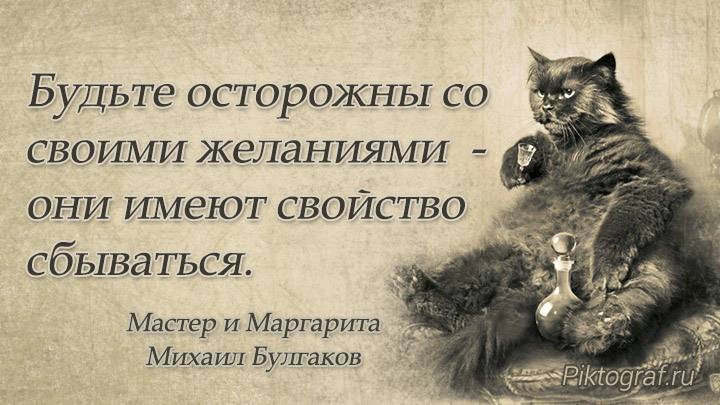 Будьте осторожны со
своими желаниями -
они имеют свойство
сбываться.
Мастер и Маргарита
Михаил Булгаков
Piktograf.ru